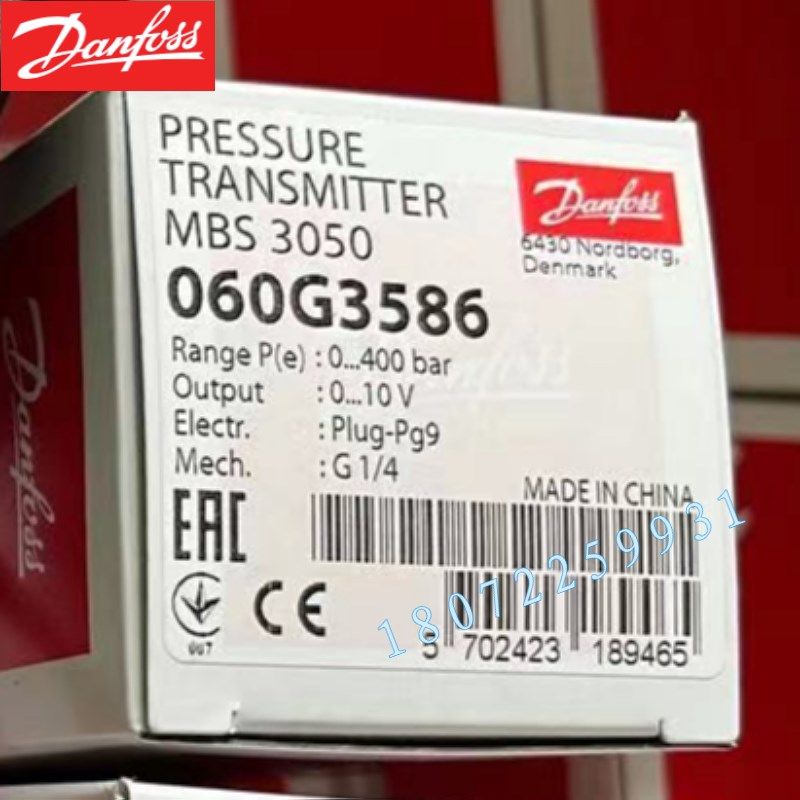 Danfoss
PRESSURE
TRANSMITTER
MBS 3050
Danfoss
6430 Nordborg,
Denmark
060G3586
Range P(e) : 0...400 bar
Output : 0...10 V
Electr. : Plug-Pg9
Mech. : G 1/4
Danfoss
MADE IN CHINA
EAC
18072259931
CE
5 702423 189465
Danfoss